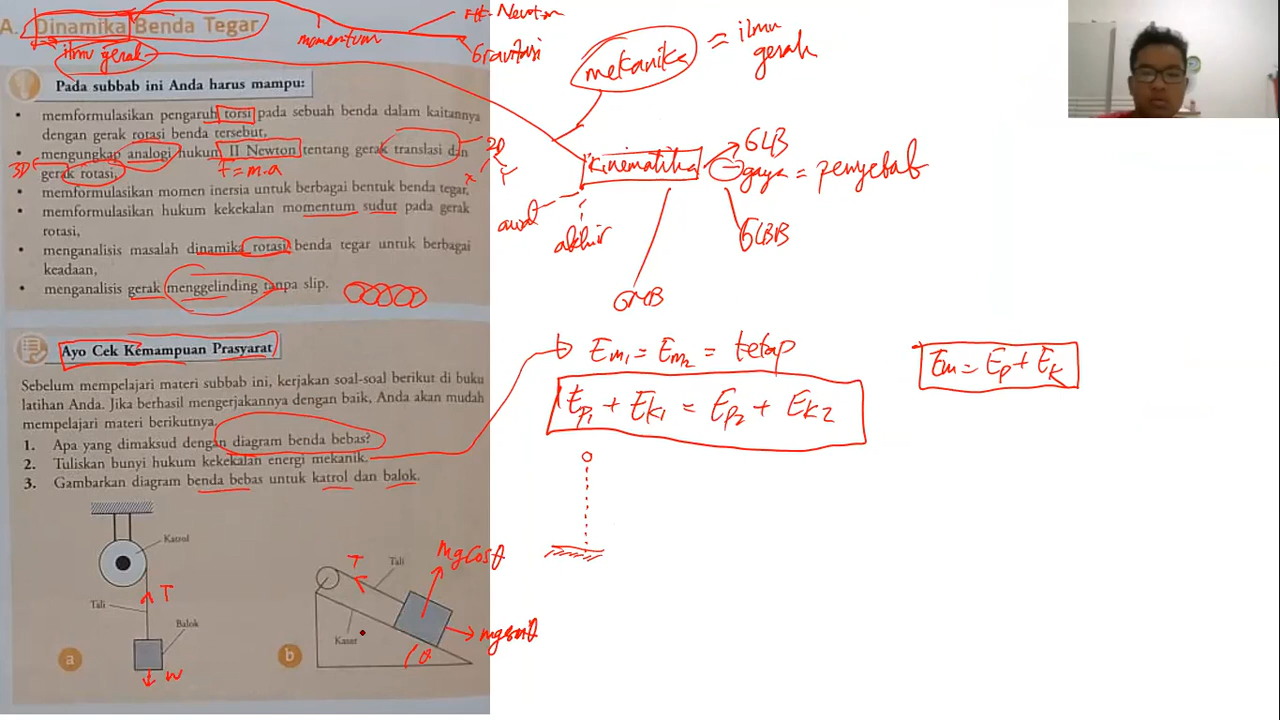 A. Dinamika Benda Tegar
ilmu gerak
momentum
Gravitasi
Pada subbab ini Anda harus mampu:
• memformulasikan pengaruh torsi pada sebuah benda dalam kaitannya
dengan gerak rotasi benda tersebut,
• mengungkap analogi hukum II Newton tentang gerak translasi dan
gerak rotasi,
3D
F = m.a
2D
x
Y
• memformulasikan momen inersia untuk berbagai bentuk benda tegar,
• memformulasikan hukum kekekalan momentum sudut pada gerak
rotasi,
• menganalisis masalah dinamika rotasi benda tegar untuk berbagai
keadaan,
• menganalisis gerak menggelinding tanpa slip.
Ayo Cek Kemampuan Prasyarat
Sebelum mempelajari materi subbab ini, kerjakan soal-soal berikut di buku
latihan Anda. Jika berhasil mengerjakannya dengan baik, Anda akan mudah
mempelajari materi berikutnya.
1. Apa yang dimaksud dengan diagram benda bebas?
2. Tuliskan bunyi hukum kekekalan energi mekanik.
3. Gambarkan diagram benda bebas untuk katrol dan balok.
Katrol
Tali
T
Balok
w
a
T
Tali
mg cos θ
Kasar
mg sin θ
θ
b
mekanika = ilmu
gerak
kinematika
GLB
gaya = penyebab
GLBB
awal
akhir
GMB
Em1 = Em2 = tetap
Ep1 + Ek1 = Ep2 + Ek2
Em = Ep + Ek